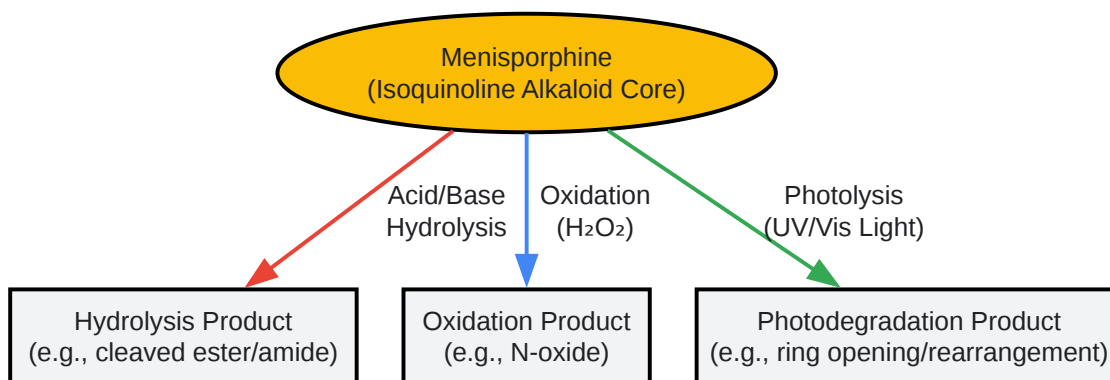 Menisporphine
(Isoquinoline Alkaloid Core)
Acid/Base
Hydrolysis
Oxidation
(H₂O₂)
Photolysis
(UV/Vis Light)
Hydrolysis Product
(e.g., cleaved ester/amide)
Oxidation Product
(e.g., N-oxide)
Photodegradation Product
(e.g., ring opening/rearrangement)